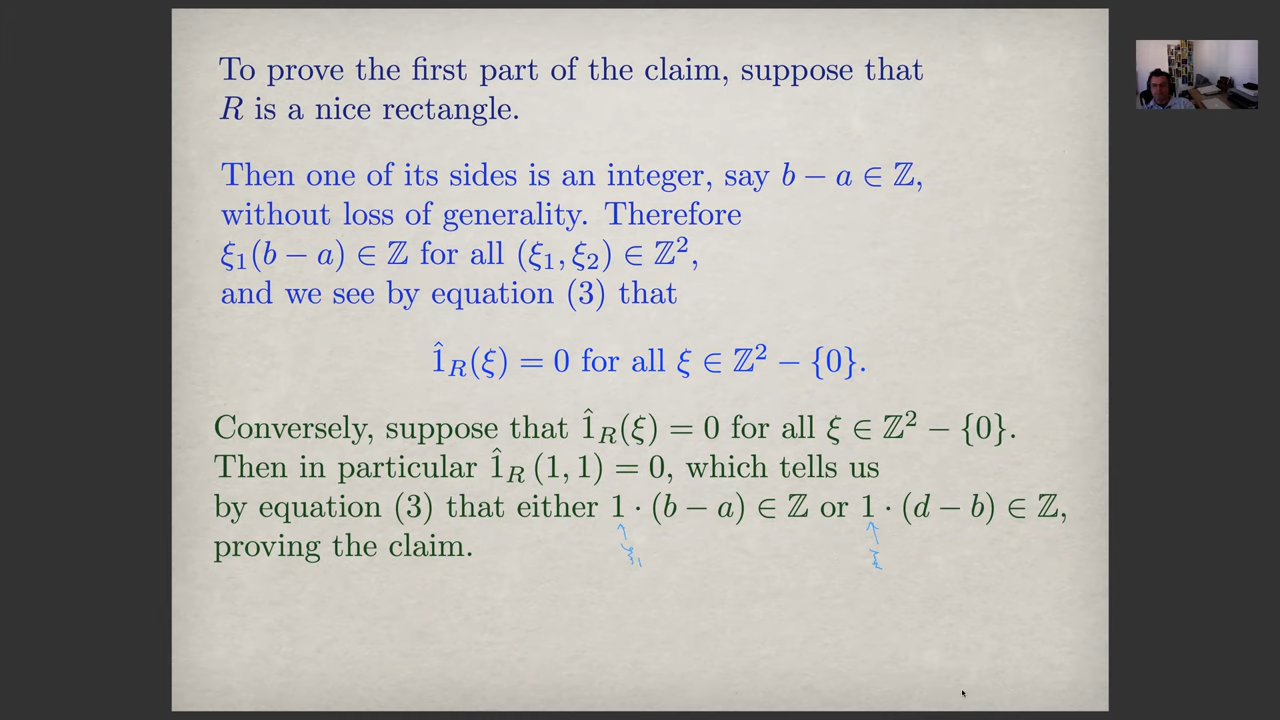 To prove the first part of the claim, suppose that
R is a nice rectangle.
Then one of its sides is an integer, say b − a ∈ ℤ,
without loss of generality. Therefore
ξ₁(b − a) ∈ ℤ for all (ξ₁, ξ₂) ∈ ℤ²,
and we see by equation (3) that
1̂_R(ξ) = 0 for all ξ ∈ ℤ² − {0}.
Conversely, suppose that 1̂_R(ξ) = 0 for all ξ ∈ ℤ² − {0}.
Then in particular 1̂_R (1, 1) = 0, which tells us
by equation (3) that either 1 · (b − a) ∈ ℤ or 1 · (d − b) ∈ ℤ,
proving the claim.
ξ₁